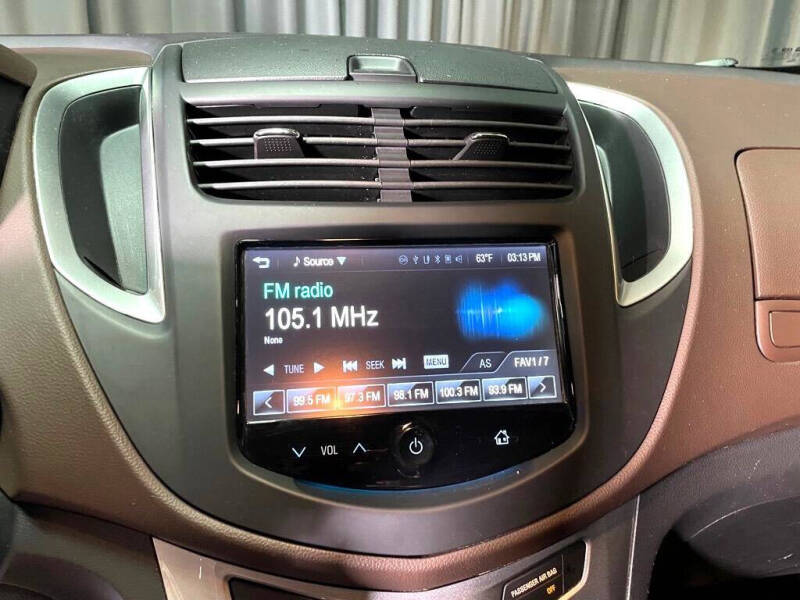 Source 63°F 03:13 PM
FM radio
105.1 MHz
None
TUNE SEEK MENU AS FAV1/7
99.5 FM 97.3 FM 98.1 FM 100.3 FM 93.9 FM
VOL
PASSENGER AIR BAG
OFF